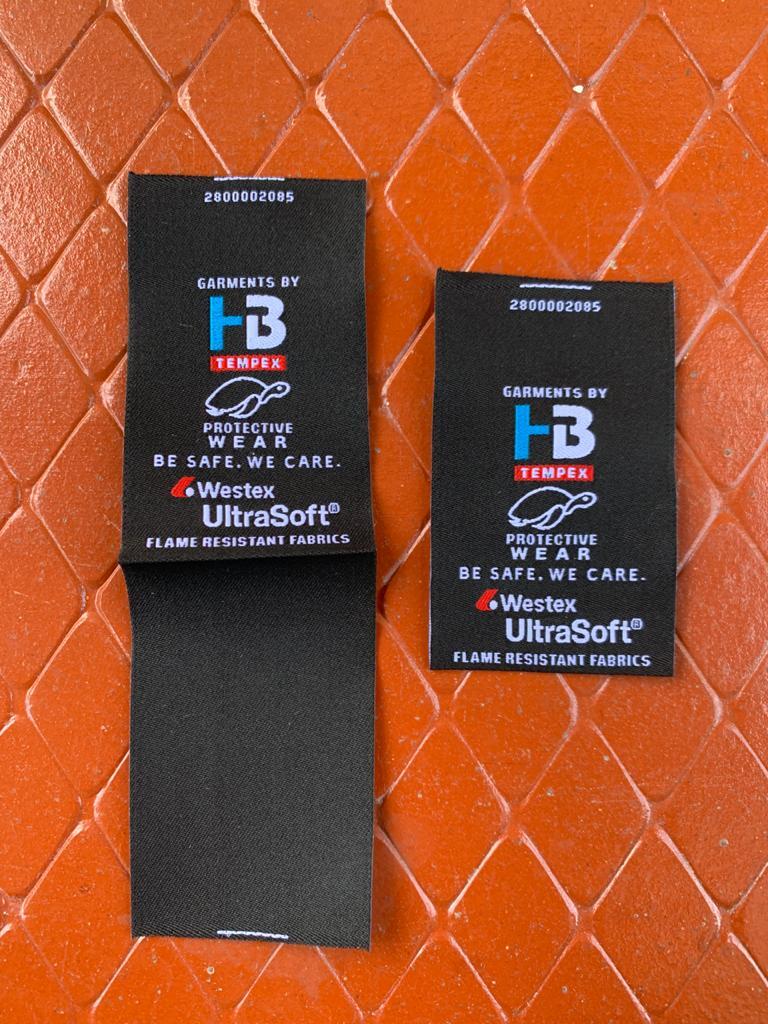 2800002085
GARMENTS BY
HB
TEMPEX
PROTECTIVE
WEAR
BE SAFE. WE CARE.
Westex
UltraSoft®
FLAME RESISTANT FABRICS
2800002085
GARMENTS BY
HB
TEMPEX
PROTECTIVE
WEAR
BE SAFE. WE CARE.
Westex
UltraSoft®
FLAME RESISTANT FABRICS